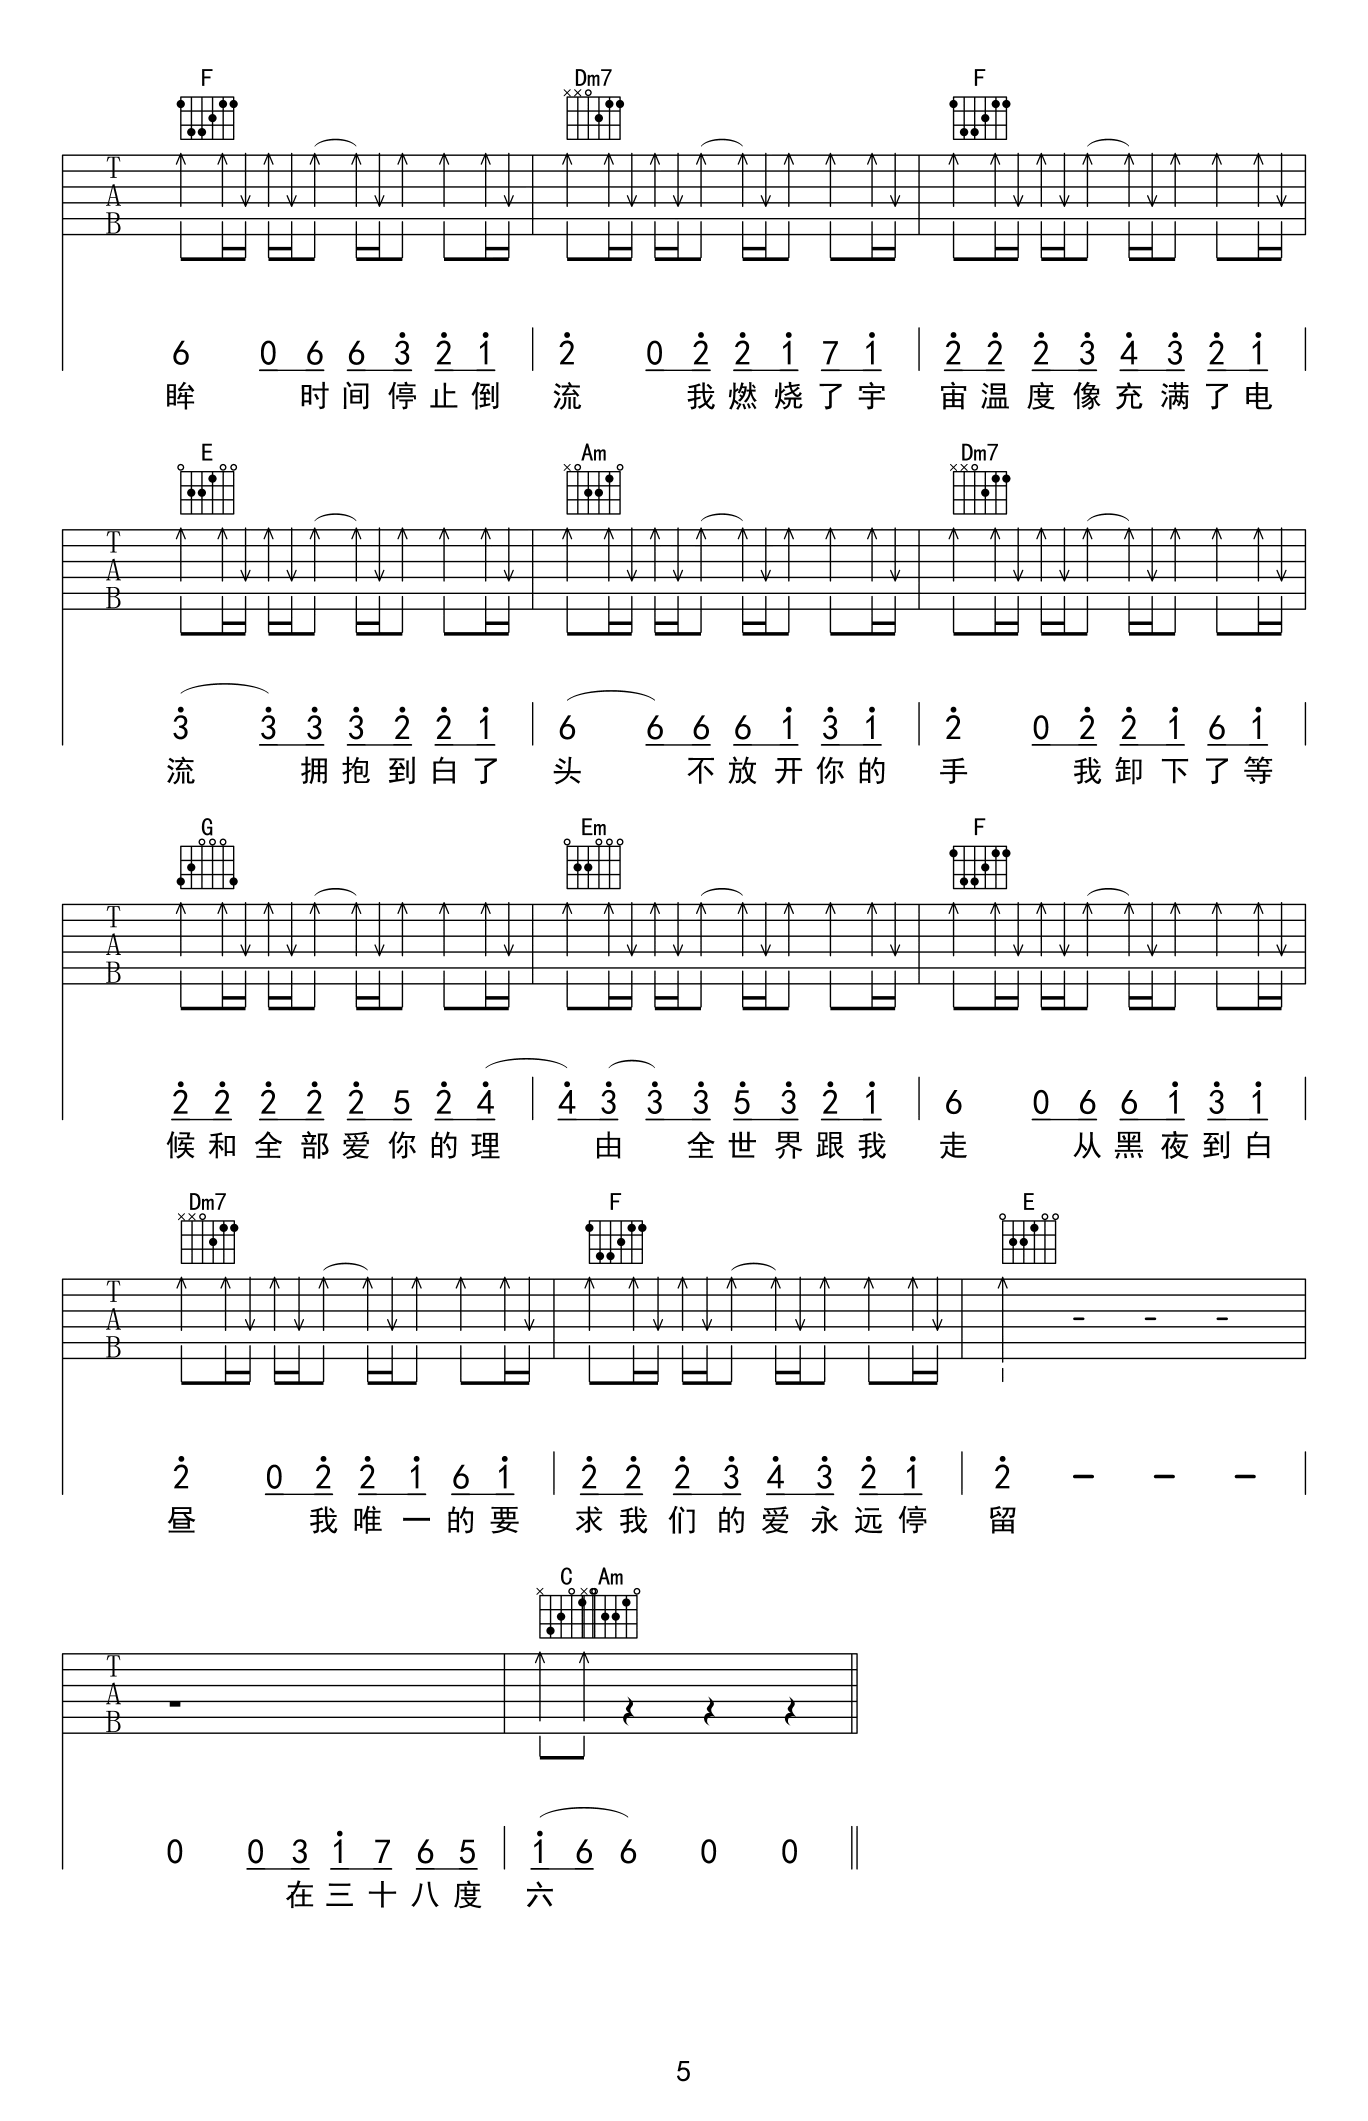 F Dm7 F
T
A
B
6 0 6 6 3 2 1 2 0 2 2 1 7 1 2 2 2 3 4 3 2 1
眸 时间停止倒 流 我燃烧了宇 宙温度像充满了电
E Am Dm7
T
A
B
3 3 3 3 2 2 1 6 6 6 6 1 3 1 2 0 2 2 1 6 1
流 拥抱到白了 头 不放开你的 手 我卸下了等
G Em F
T
A
B
2 2 2 2 2 5 2 4 4 3 3 3 5 3 2 1 6 0 6 6 1 3 1
候和全部爱你的理 由 全世界跟我 走 从黑夜到白
Dm7 F E
T
A
B
2 0 2 2 1 6 1 2 2 2 3 4 3 2 1 2 - - -
昼 我唯一的要 求我们的爱永远停 留
C Am
T
A
B
0 0 3 1 7 6 5 1 6 6 0 0
在三十八度 六
5